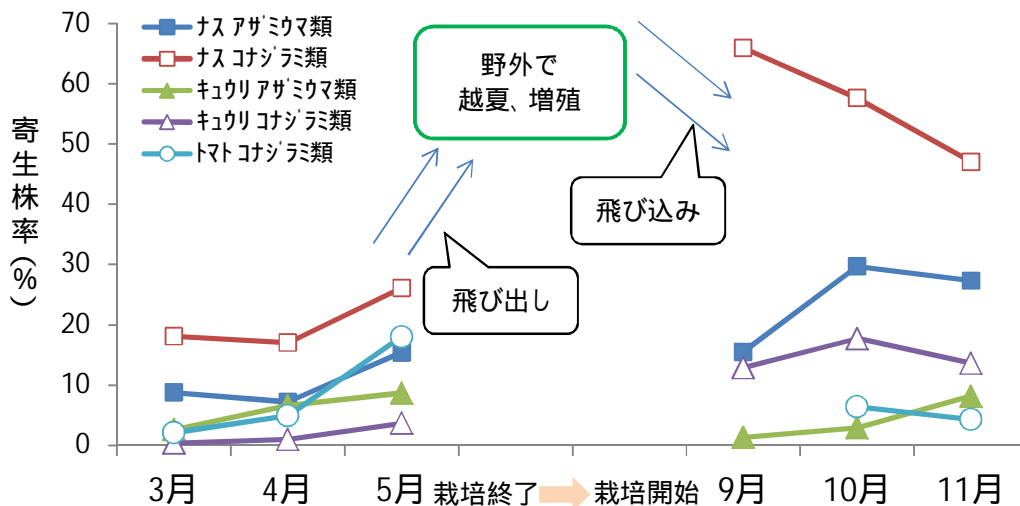 70
60
50
40
30
20
10
0
寄生株率(%)
ﾅｽ ｱｻﾞﾐｳﾏ類
ﾅｽ ｺﾅｼﾞﾗﾐ類
ｷｭｳﾘ ｱｻﾞﾐｳﾏ類
ｷｭｳﾘ ｺﾅｼﾞﾗﾐ類
ﾄﾏﾄ ｺﾅｼﾞﾗﾐ類
野外で
越夏、増殖
飛び込み
飛び出し
3月 4月 5月 栽培終了 栽培開始 9月 10月 11月